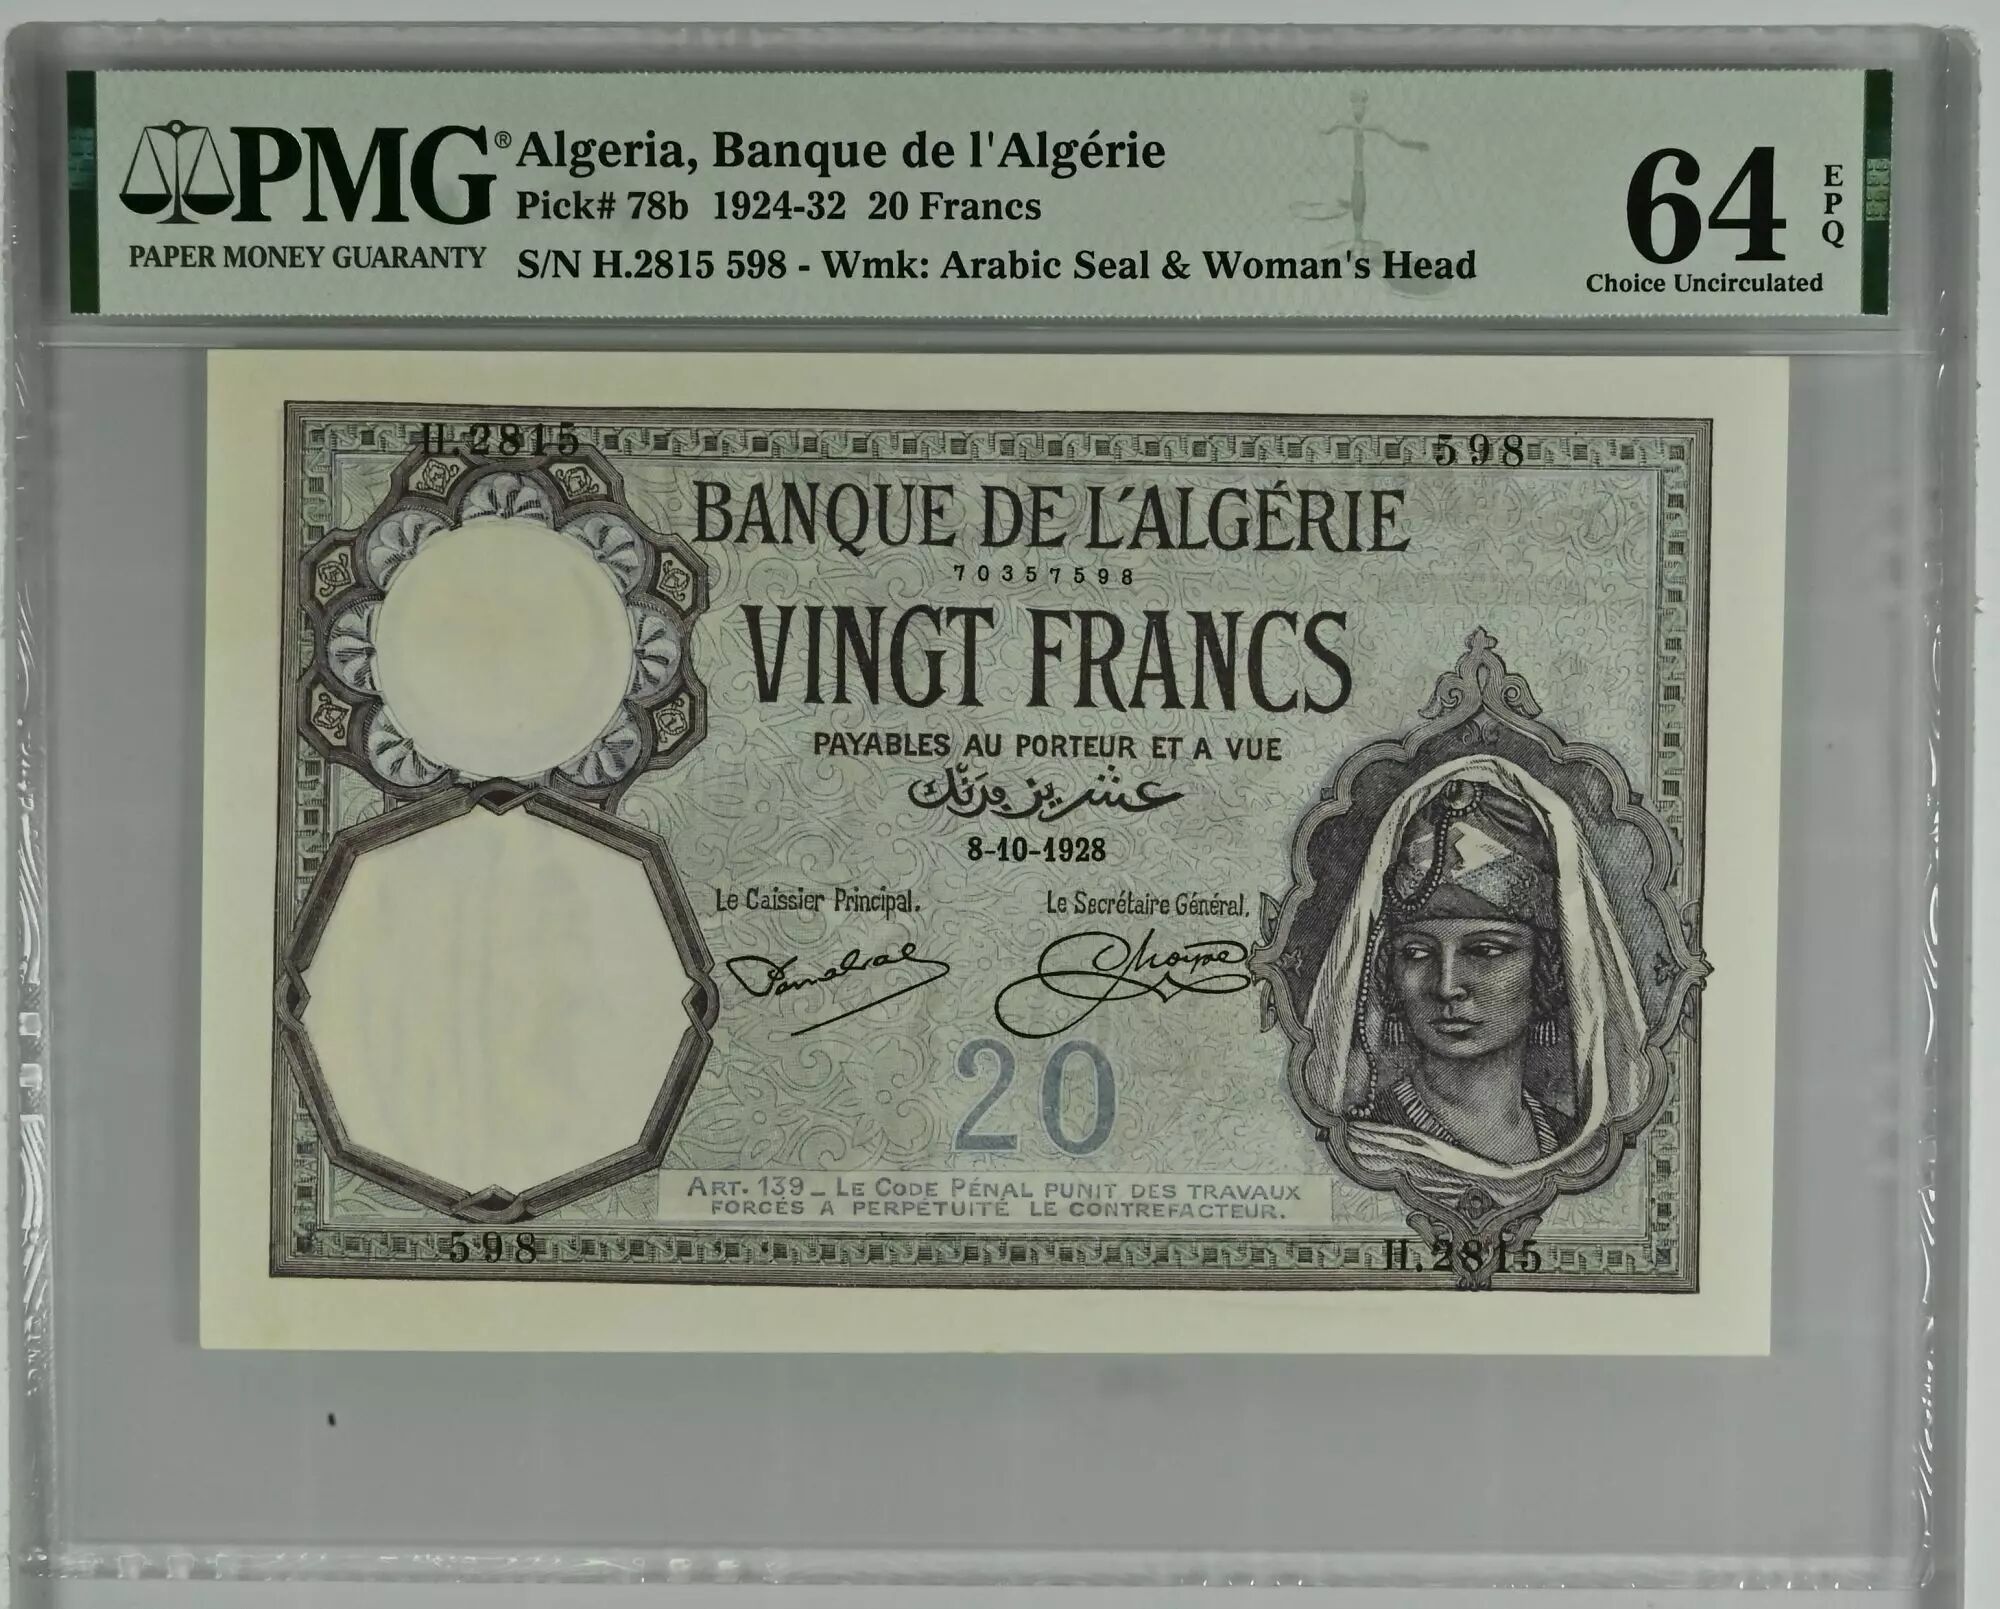 PMG®
PAPER MONEY GUARANTY
Algeria, Banque de l'Algérie
Pick# 78b 1924-32 20 Francs
S/N H.2815 598 - Wmk: Arabic Seal & Woman's Head
64
EPQ
Choice Uncirculated
H.2815
598
BANQUE DE L'ALGÉRIE
70357598
VINGT FRANCS
PAYABLES AU PORTEUR ET A VUE
عشرين فرنك
8-10-1928
Le Caissier Principal.
Le Secrétaire Général.
20
ART. 139 _ LE CODE PÉNAL PUNIT DES TRAVAUX
FORCÉS A PERPÉTUITÉ LE CONTREFACTEUR.
598
H.2815